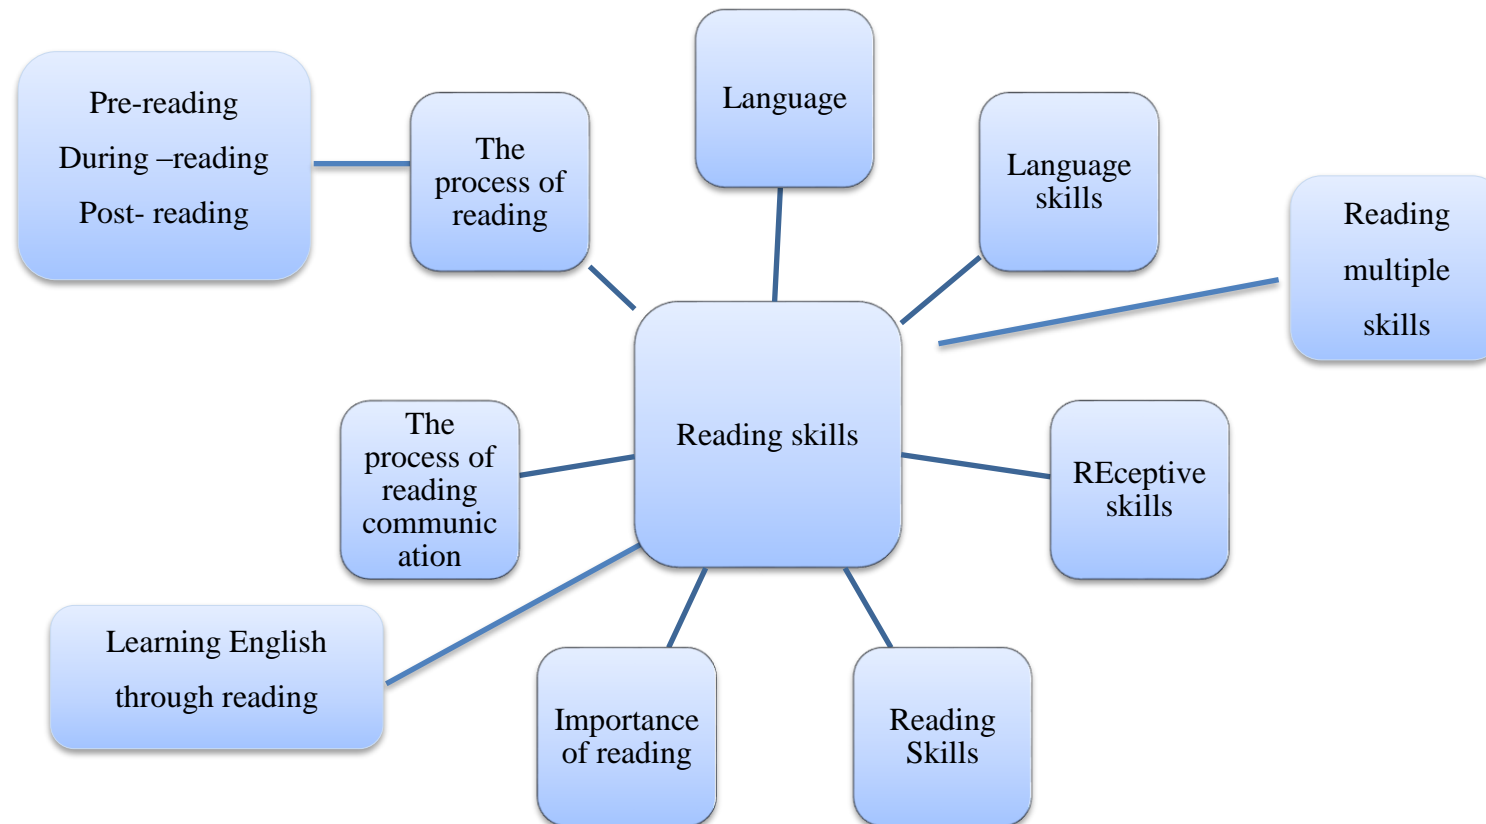 Pre-reading
During –reading
Post- reading
The
process of
reading
Language
Language
skills
Reading
multiple
skills
Reading skills
The
process of
reading
communic
ation
REceptive
skills
Learning English
through reading
Importance
of reading
Reading
Skills